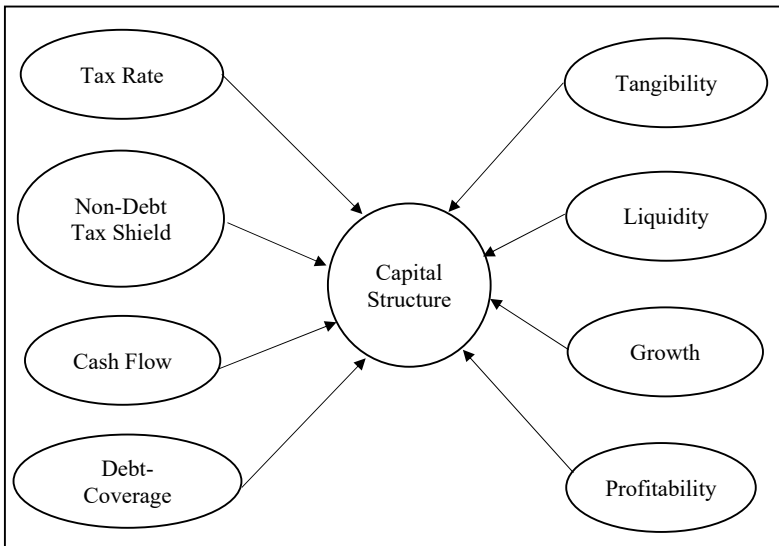 Tax Rate
Non-Debt
Tax Shield
Cash Flow
Debt-
Coverage
Capital
Structure
Tangibility
Liquidity
Growth
Profitability